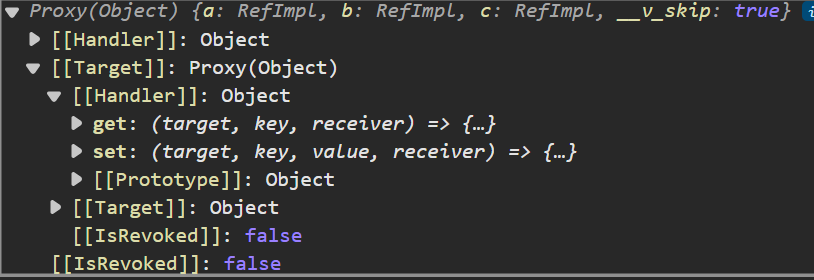 Proxy(Object) {a: RefImpl, b: RefImpl, c: RefImpl, __v_skip: true} i
[[Handler]]: Object
[[Target]]: Proxy(Object)
[[Handler]]: Object
get: (target, key, receiver) => {…}
set: (target, key, value, receiver) => {…}
[[Prototype]]: Object
[[Target]]: Object
[[IsRevoked]]: false
[[IsRevoked]]: false